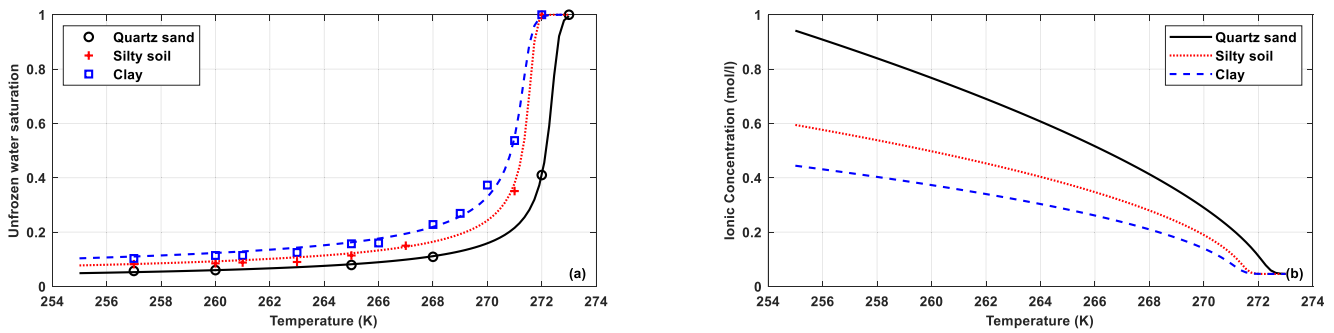 Unfrozen water saturation
1
0.8
0.6
0.4
0.2
0
Quartz sand
Silty soil
Clay
(a)
254 256 258 260 262 264 266 268 270 272 274
Temperature (K)
Ionic Concentration (mol/l)
1
0.8
0.6
0.4
0.2
0
Quartz sand
Silty soil
Clay
(b)
254 256 258 260 262 264 266 268 270 272 274
Temperature (K)